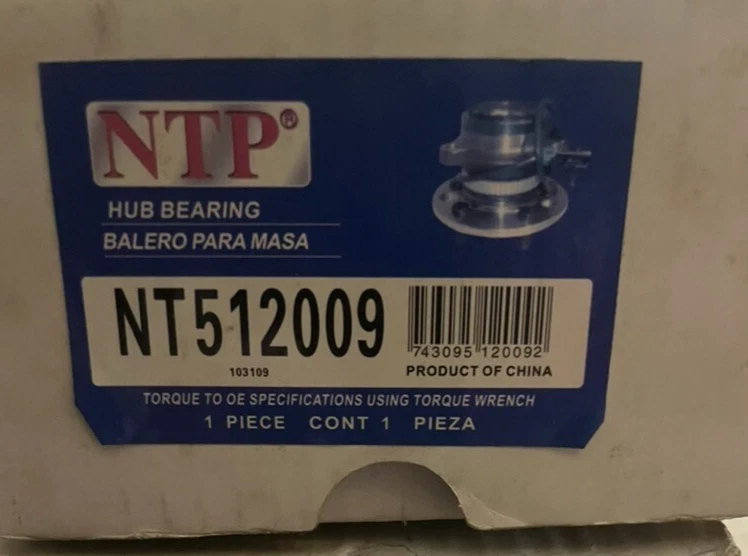 NTP®
HUB BEARING
BALERO PARA MASA
NT512009
103109
743095 120092
PRODUCT OF CHINA
TORQUE TO OE SPECIFICATIONS USING TORQUE WRENCH
1 PIECE CONT 1 PIEZA